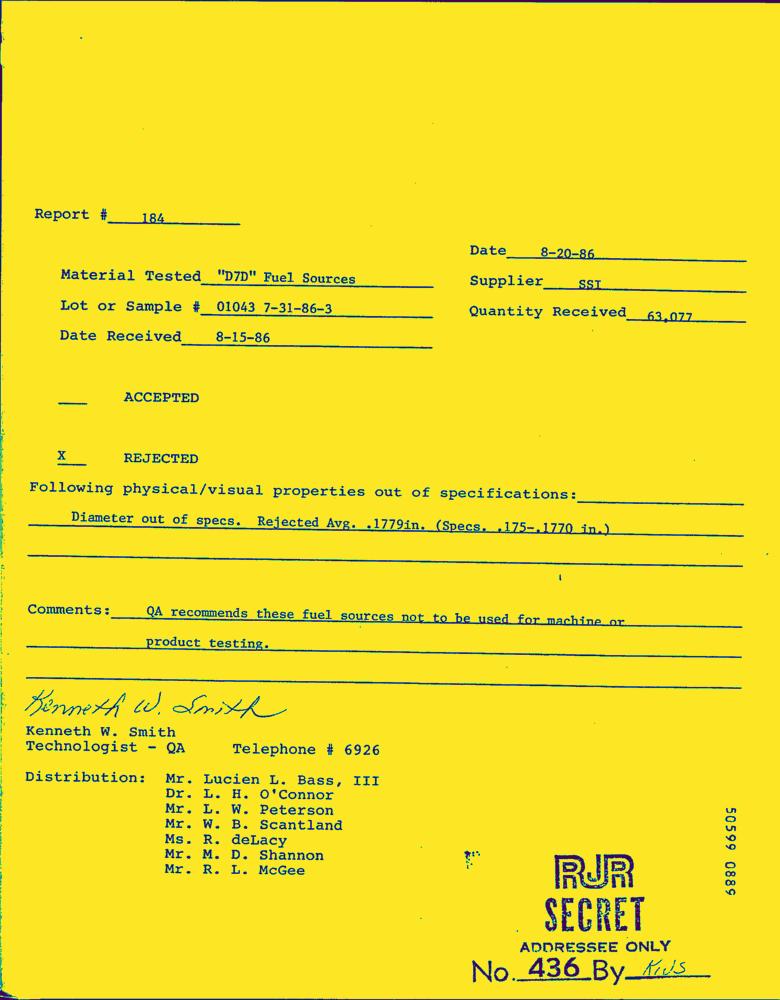 Report # 184
Date 8-20-86
Material Tested "D7D" Fuel Sources
Supplier SSI
Lot or Sample # 01043 7-31-86-3
Quantity Received 63,077
Date Received 8-15-86
ACCEPTED
X REJECTED
Following physical/visual properties out of specifications:
Diameter out of specs. Rejected Avg. .1779in. (Specs. .175-.1770 in.)
Comments: QA recommends these fuel sources not to be used for machine or
product testing.
Kenneth W. Smith
Kenneth W. Smith
Technologist - QA Telephone # 6926
Distribution: Mr. Lucien L. Bass, III
Dr. L. H. O'Connor
Mr. L. W. Peterson
Mr. W. B. Scantland
Ms. R. deLacy
Mr. M. D. Shannon
Mr. R. L. McGee
50599 0889
RJR
SECRET
ADDRESSEE ONLY
No. 436 By KWS